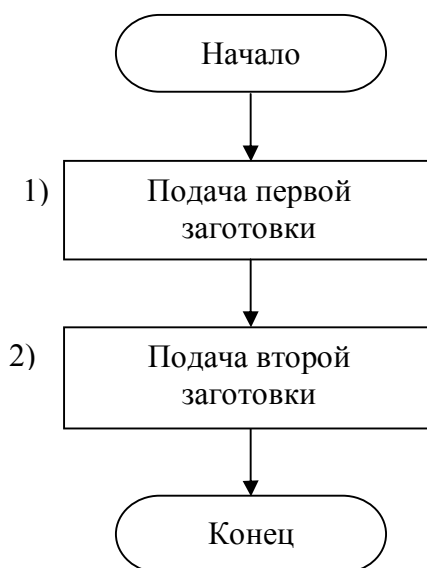 Начало
1) Подача первой
заготовки
2) Подача второй
заготовки
Конец